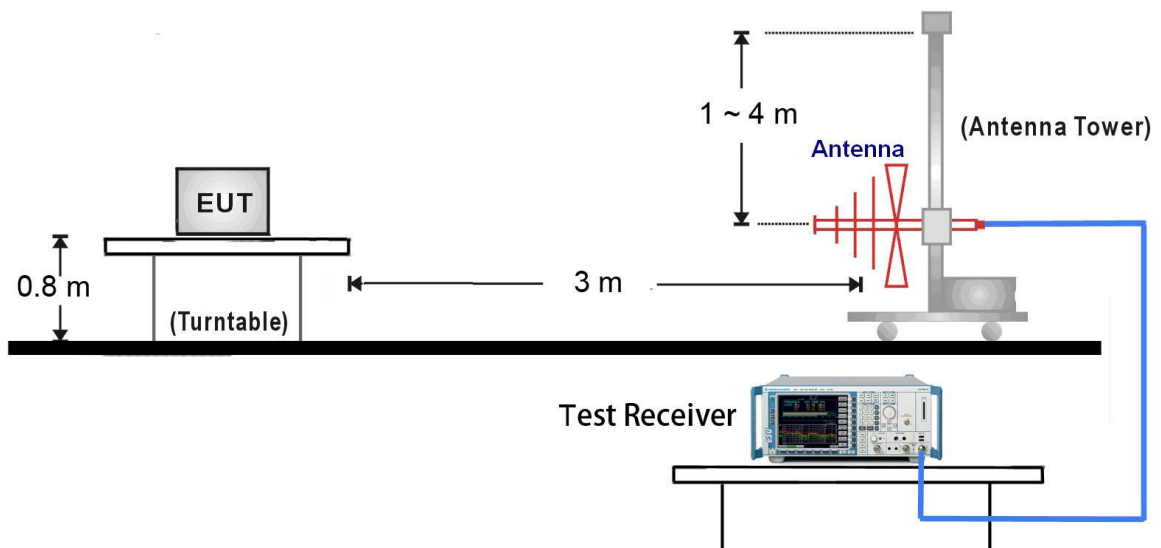 1 ~ 4 m
(Antenna Tower)
Antenna
EUT
0.8 m
3 m
(Turntable)
Test Receiver